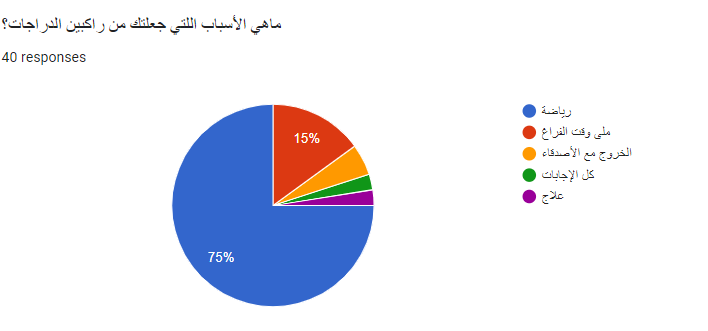 ماهي الأسباب اللتي جعلتك من راكبين الدراجات؟
40 responses
رياضة
ملى وقت الفراغ
الخروج مع الأصدقاء
كل الإجابات
علاج
15%
75%